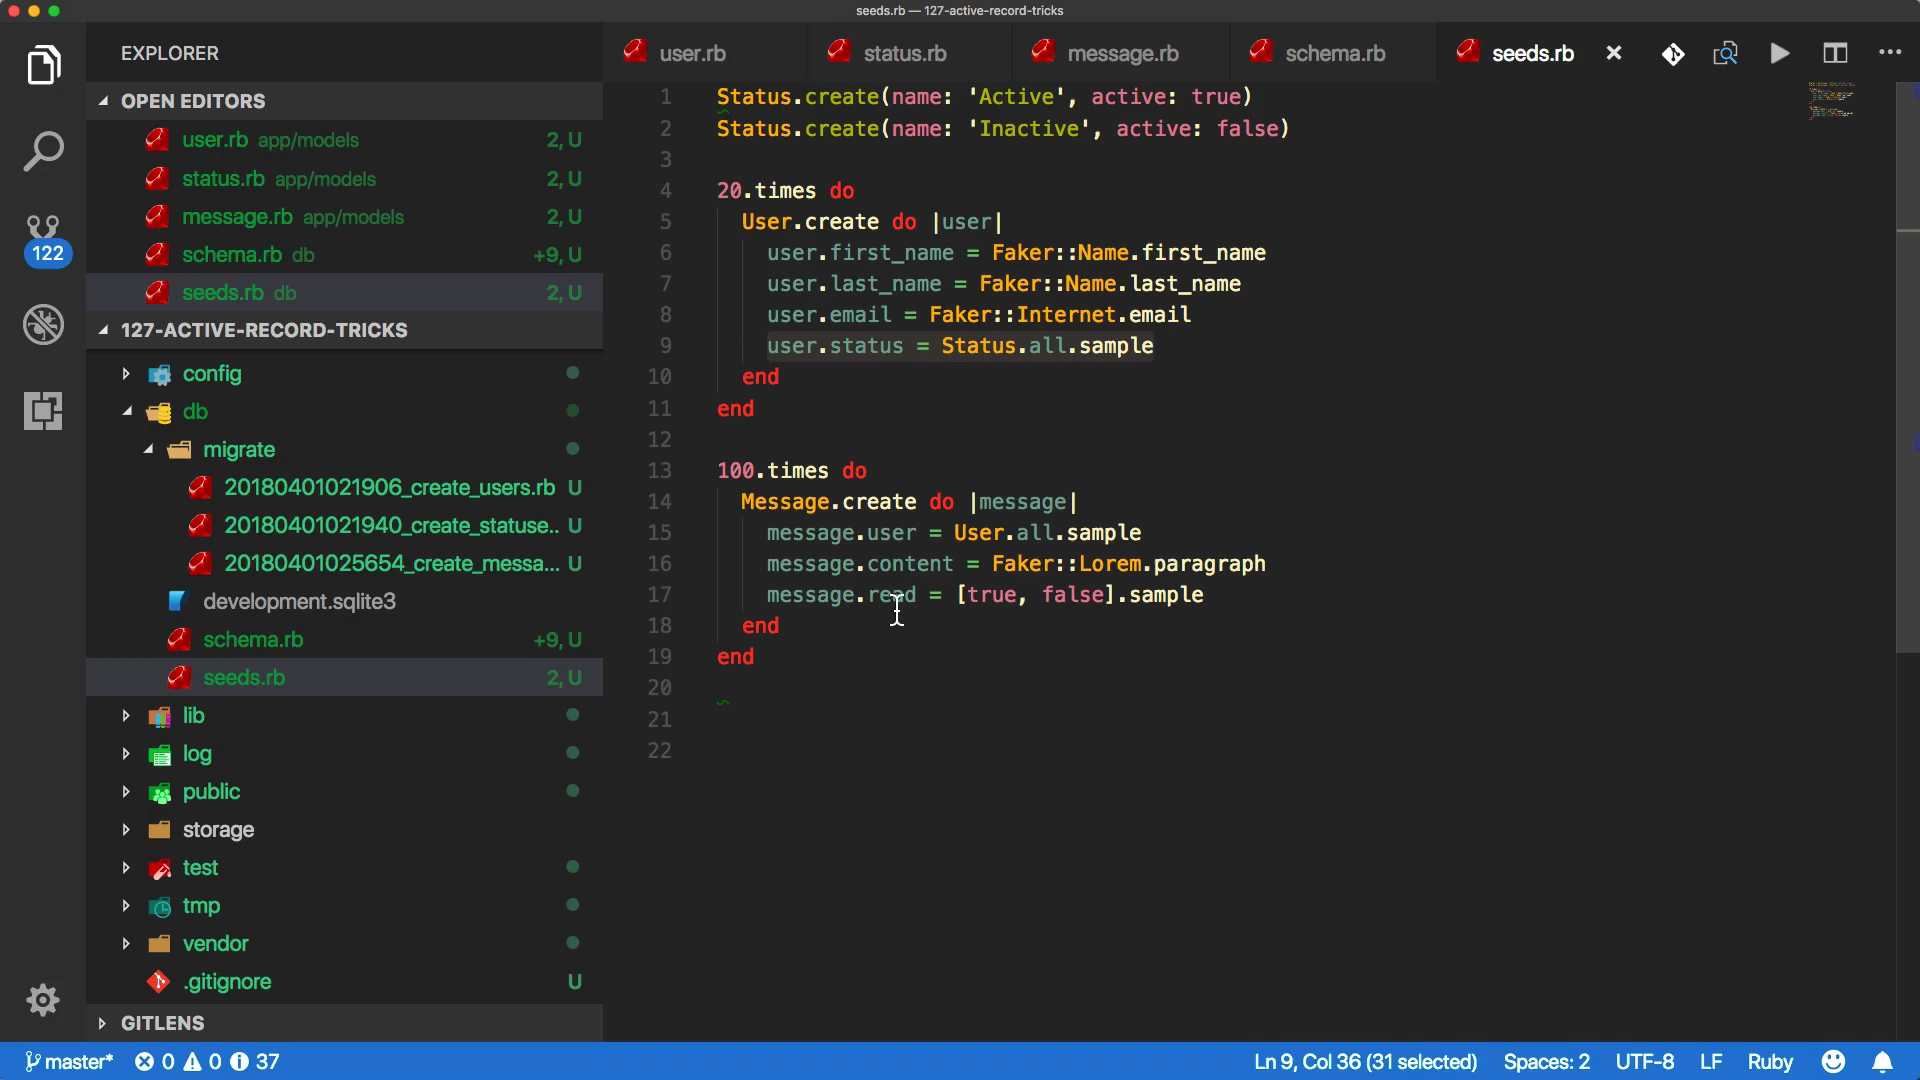 seeds.rb — 127-active-record-tricks
EXPLORER
user.rb
status.rb
message.rb
schema.rb
seeds.rb
OPEN EDITORS
user.rb app/models 2, U
status.rb app/models 2, U
message.rb app/models 2, U
schema.rb db +9, U
seeds.rb db 2, U
127-ACTIVE-RECORD-TRICKS
config
db
migrate
20180401021906_create_users.rb U
20180401021940_create_statuse.. U
20180401025654_create_messa... U
development.sqlite3
schema.rb +9, U
seeds.rb 2, U
lib
log
public
storage
test
tmp
vendor
.gitignore U
GITLENS
122
1 Status.create(name: 'Active', active: true)
2 Status.create(name: 'Inactive', active: false)
3
4 20.times do
5 User.create do |user|
6 user.first_name = Faker::Name.first_name
7 user.last_name = Faker::Name.last_name
8 user.email = Faker::Internet.email
9 user.status = Status.all.sample
10 end
11 end
12
13 100.times do
14 Message.create do |message|
15 message.user = User.all.sample
16 message.content = Faker::Lorem.paragraph
17 message.read = [true, false].sample
18 end
19 end
20
21
22
master* 0 0 37
Ln 9, Col 36 (31 selected) Spaces: 2 UTF-8 LF Ruby